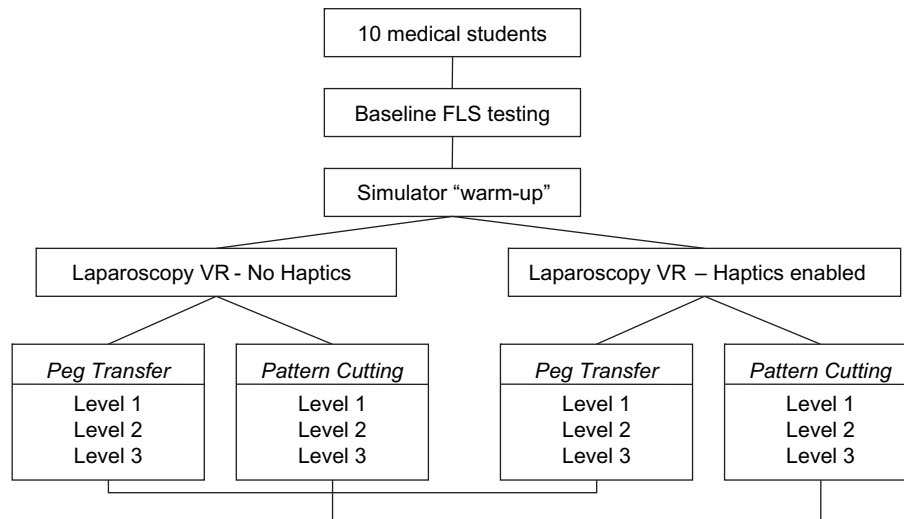 10 medical students
Baseline FLS testing
Simulator “warm-up”
Laparoscopy VR - No Haptics
Laparoscopy VR – Haptics enabled
Peg Transfer
Level 1
Level 2
Level 3
Pattern Cutting
Level 1
Level 2
Level 3
Peg Transfer
Level 1
Level 2
Level 3
Pattern Cutting
Level 1
Level 2
Level 3